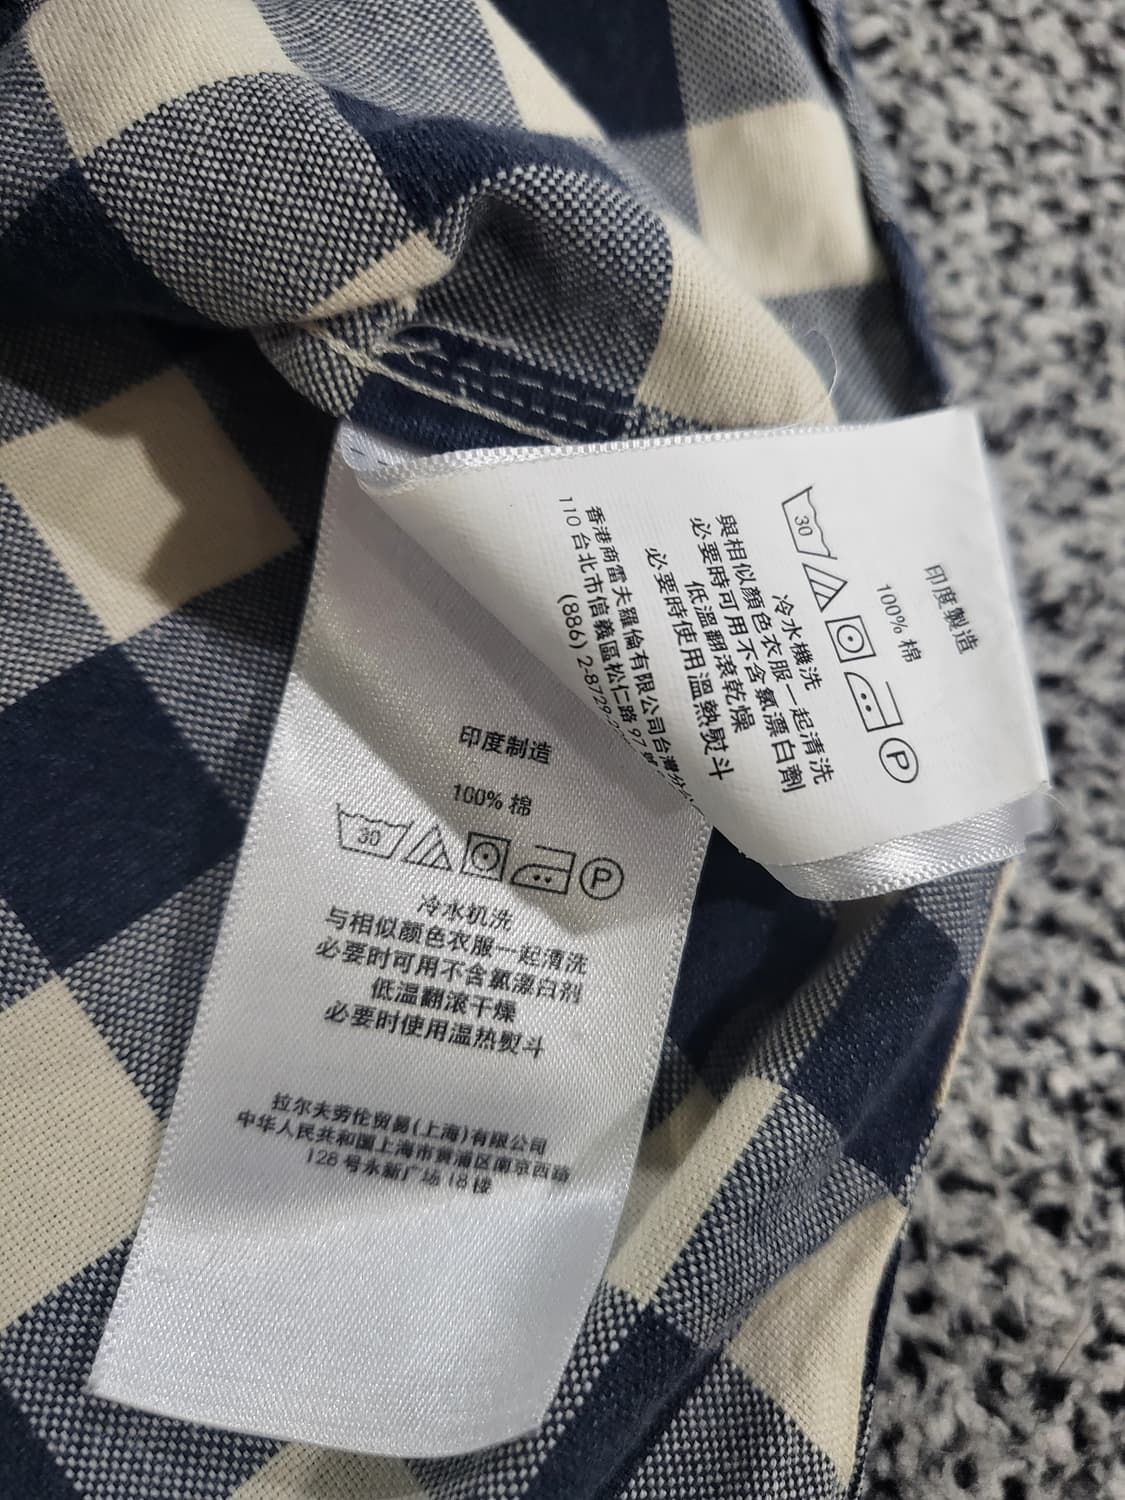 印度製造
100% 棉
30
P
冷水機洗
與相似顏色衣服一起清洗
必要時可用不含氯漂白劑
低溫翻滾乾燥
必要時使用溫熱熨斗
香港商雷夫羅倫有限公司台灣分
110 台北市信義區松仁路 97 號
(886) 2-8729-2
印度制造
100% 棉
30
P
冷水机洗
与相似颜色衣服一起清洗
必要时可用不含氯漂白剂
低温翻滚干燥
必要时使用温热熨斗
拉尔夫劳伦贸易(上海)有限公司
中华人民共和国上海市黄浦区南京西路
128 号永新广场 18 楼